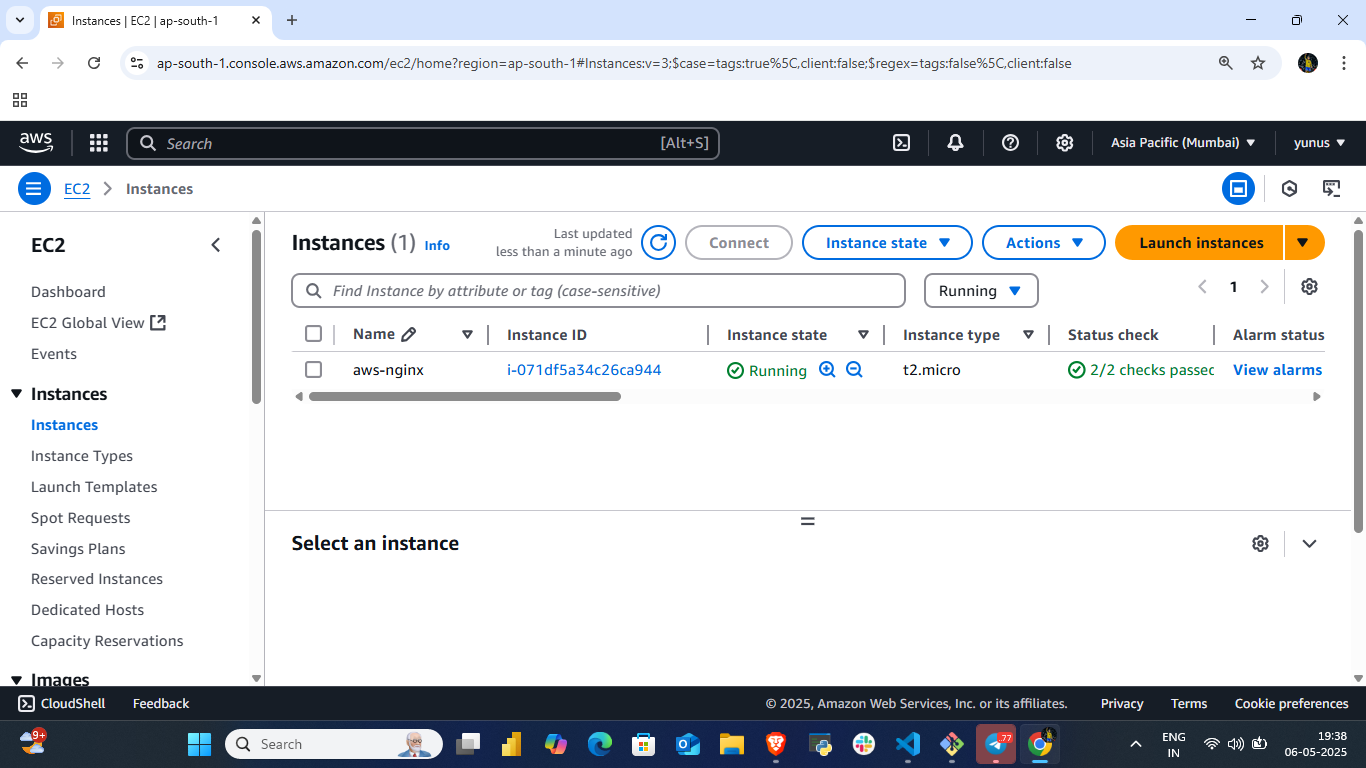 Instances | EC2 | ap-south-1
ap-south-1.console.aws.amazon.com/ec2/home?region=ap-south-1#Instances:v=3;$case=tags:true%5C,client:false;$regex=tags:false%5C,client:false
aws
Search [Alt+S]
Asia Pacific (Mumbai)
yunus
EC2 Instances
EC2
Dashboard
EC2 Global View
Events
Instances
Instances
Instance Types
Launch Templates
Spot Requests
Savings Plans
Reserved Instances
Dedicated Hosts
Capacity Reservations
Images
Instances (1) Info
Last updated
less than a minute ago
Connect
Instance state
Actions
Launch instances
Find Instance by attribute or tag (case-sensitive)
Running
1
Name Instance ID Instance state Instance type Status check Alarm status
aws-nginx i-071df5a34c26ca944 Running t2.micro 2/2 checks passed View alarms
Select an instance
CloudShell Feedback
© 2025, Amazon Web Services, Inc. or its affiliates. Privacy Terms Cookie preferences
9+
Search
77
ENG
IN
19:38
06-05-2025